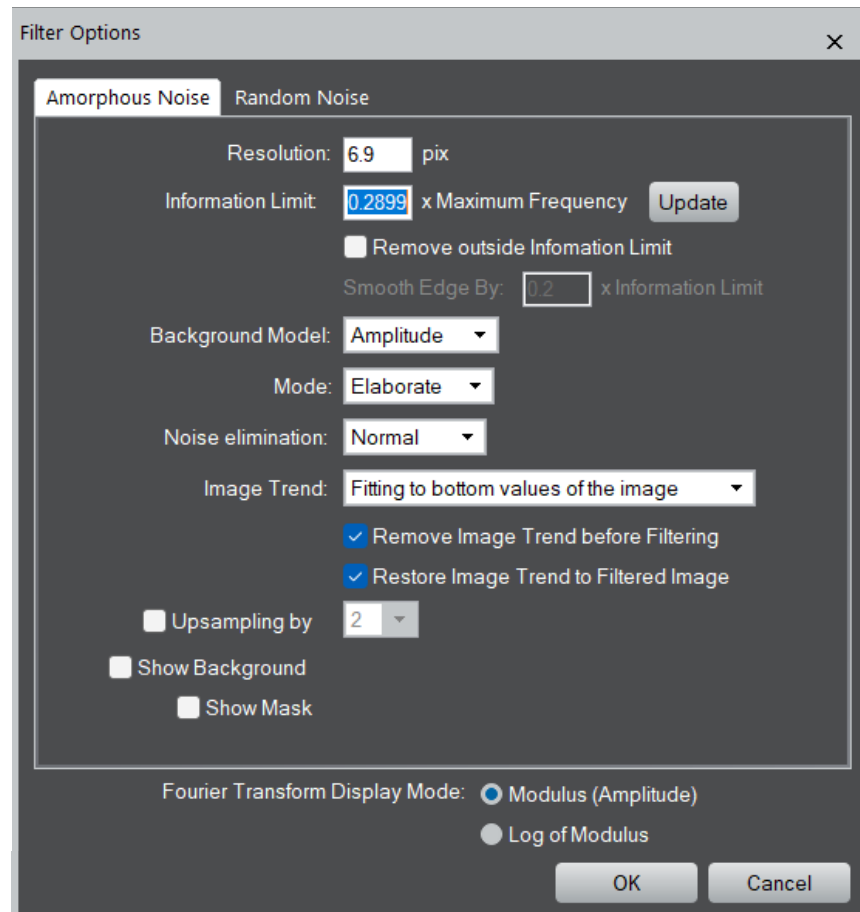 Filter Options
Amorphous Noise Random Noise
Resolution: 6.9 pix
Information Limit: 0.2899 x Maximum Frequency Update
Remove outside Infomation Limit
Smooth Edge By: 0.2 x Information Limit
Background Model: Amplitude
Mode: Elaborate
Noise elimination: Normal
Image Trend: Fitting to bottom values of the image
Remove Image Trend before Filtering
Restore Image Trend to Filtered Image
Upsampling by 2
Show Background
Show Mask
Fourier Transform Display Mode: Modulus (Amplitude)
Log of Modulus
OK Cancel